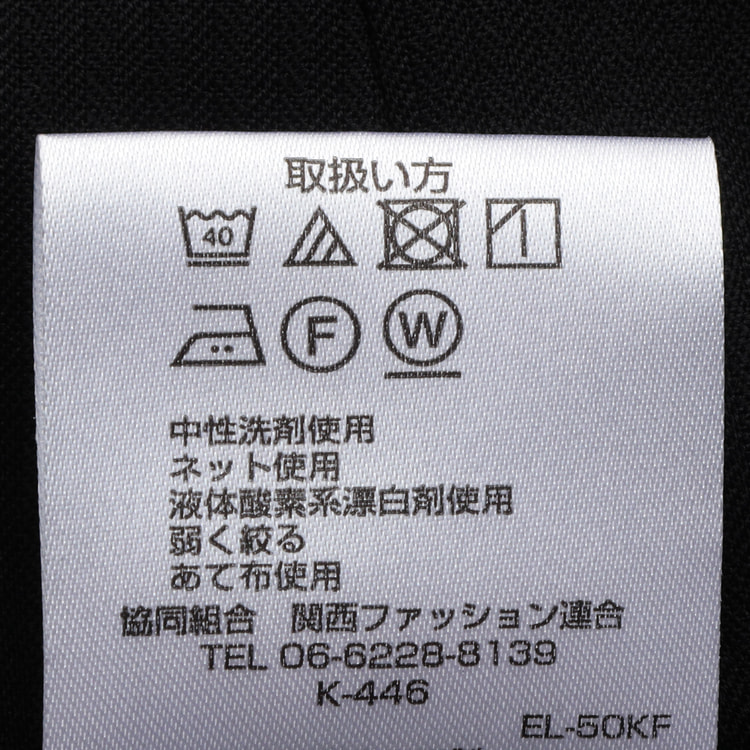 取扱い方
40
F W
中性洗剤使用
ネット使用
液体酸素系漂白剤使用
弱く絞る
あて布使用
協同組合 関西ファッション連合
TEL 06-6228-8139
K-446
EL-50KF